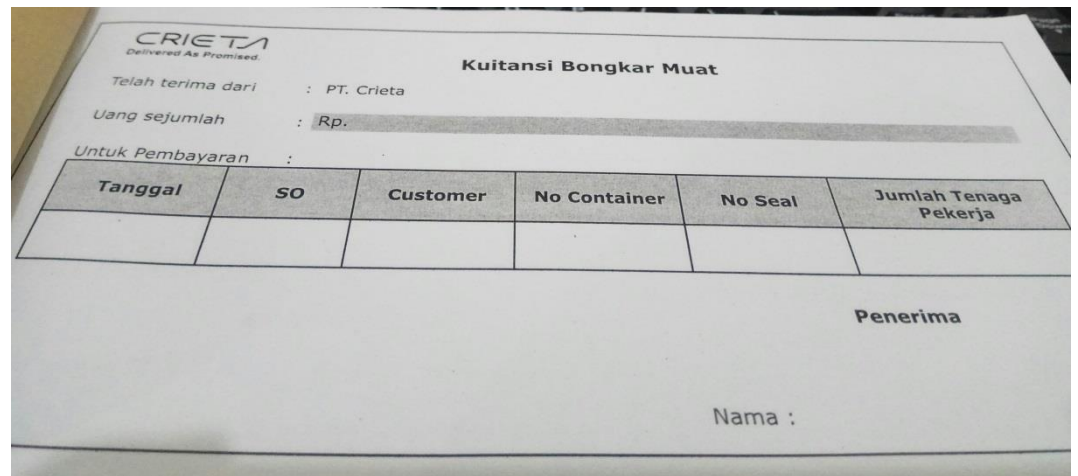 CRIETA
Delivered As Promised.
Kuitansi Bongkar Muat
Telah terima dari : PT. Crieta
Uang sejumlah : Rp.
Untuk Pembayaran :
Tanggal SO Customer No Container No Seal Jumlah Tenaga
Pekerja
Penerima
Nama :